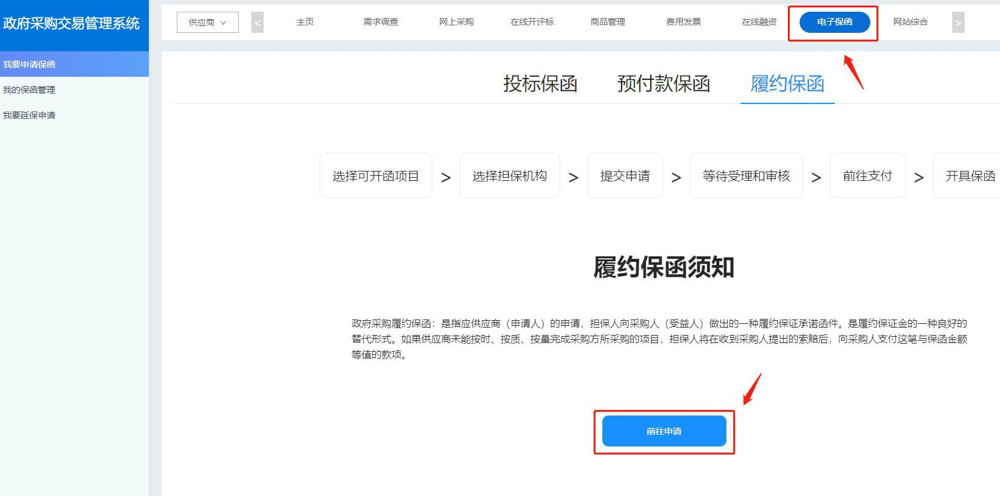 政府采购交易管理系统
供应商
<
主页
需求调查
网上采购
在线开评标
商品管理
费用发票
在线融资
电子保函
网站综合
>
我要申请保函
我的保函管理
我要延保申请
投标保函
预付款保函
履约保函
选择可开函项目 > 选择担保机构 > 提交申请 > 等待受理和审核 > 前往支付 > 开具保函
履约保函须知
政府采购履约保函：是指应供应商（申请人）的申请，担保人向采购人（受益人）做出的一种履约保证承诺函件。是履约保证金的一种良好的
替代形式。如果供应商未能按时、按质、按量完成采购方所采购的项目，担保人将在收到采购人提出的索赔后，向采购人支付这笔与保函金额
等值的款项。
前往申请